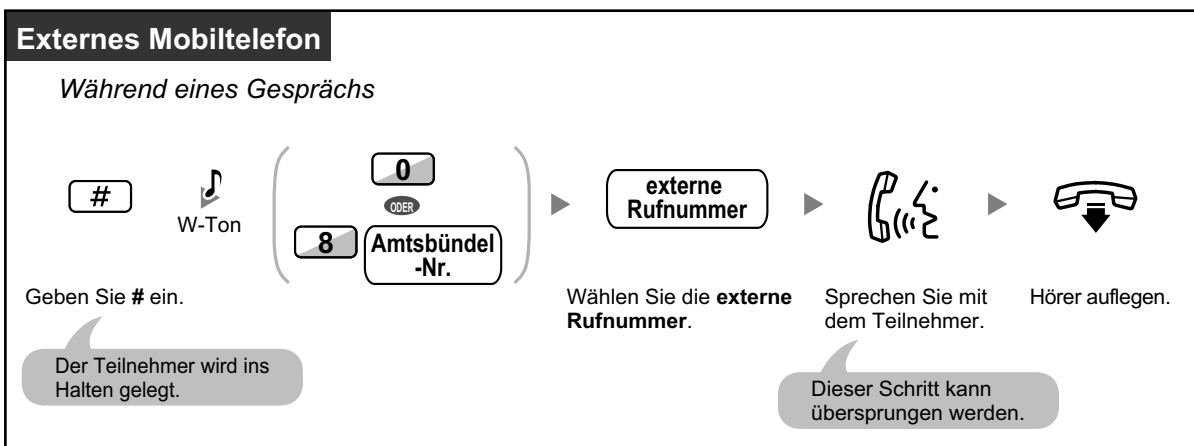 Externes Mobiltelefon
Während eines Gesprächs
#
W-Ton
0
ODER
8 Amtsbündel
-Nr.
externe
Rufnummer
Geben Sie # ein.
Der Teilnehmer wird ins
Halten gelegt.
Wählen Sie die externe
Rufnummer.
Sprechen Sie mit
dem Teilnehmer.
Dieser Schritt kann
übersprungen werden.
Hörer auflegen.